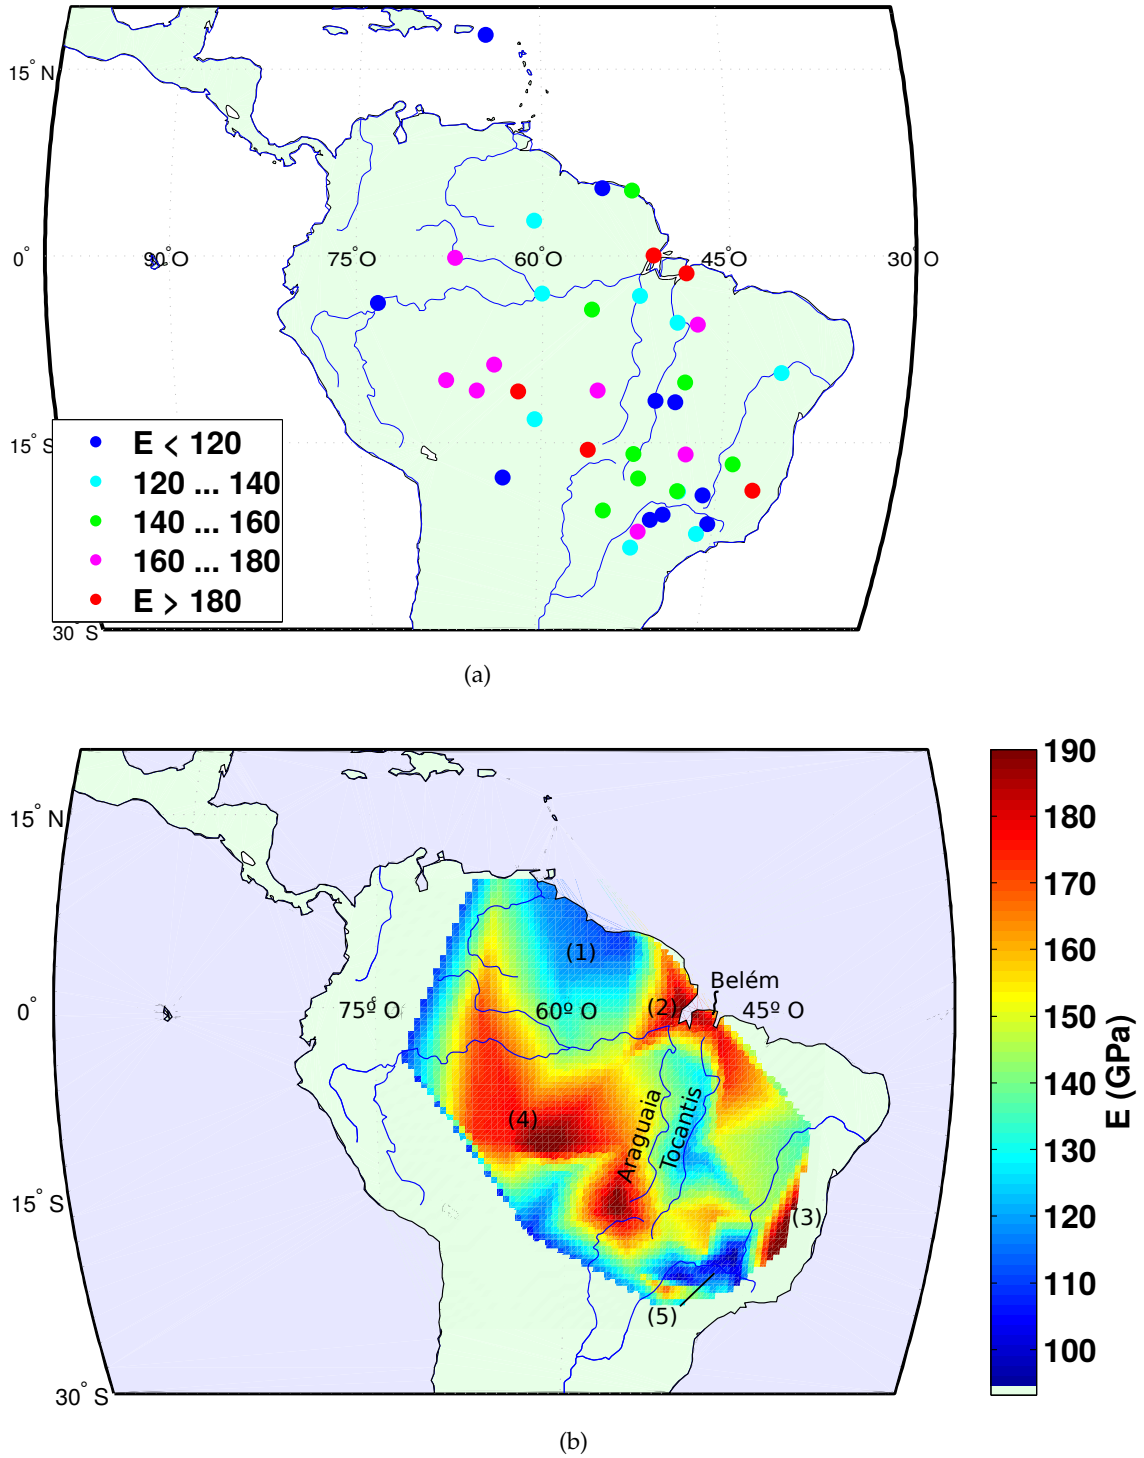 15° N
0°
90°O
75°O
60°O
45°O
30°O
15° S
E < 120
120 ... 140
140 ... 160
160 ... 180
E > 180
30° S
(a)
15° N
0°
15° S
30° S
75º O
60º O
45º O
Belém
(1)
(2)
(3)
(4)
(5)
Araguaia
Tocantis
190
180
170
160
150
140
130
120
110
100
E (GPa)
(b)